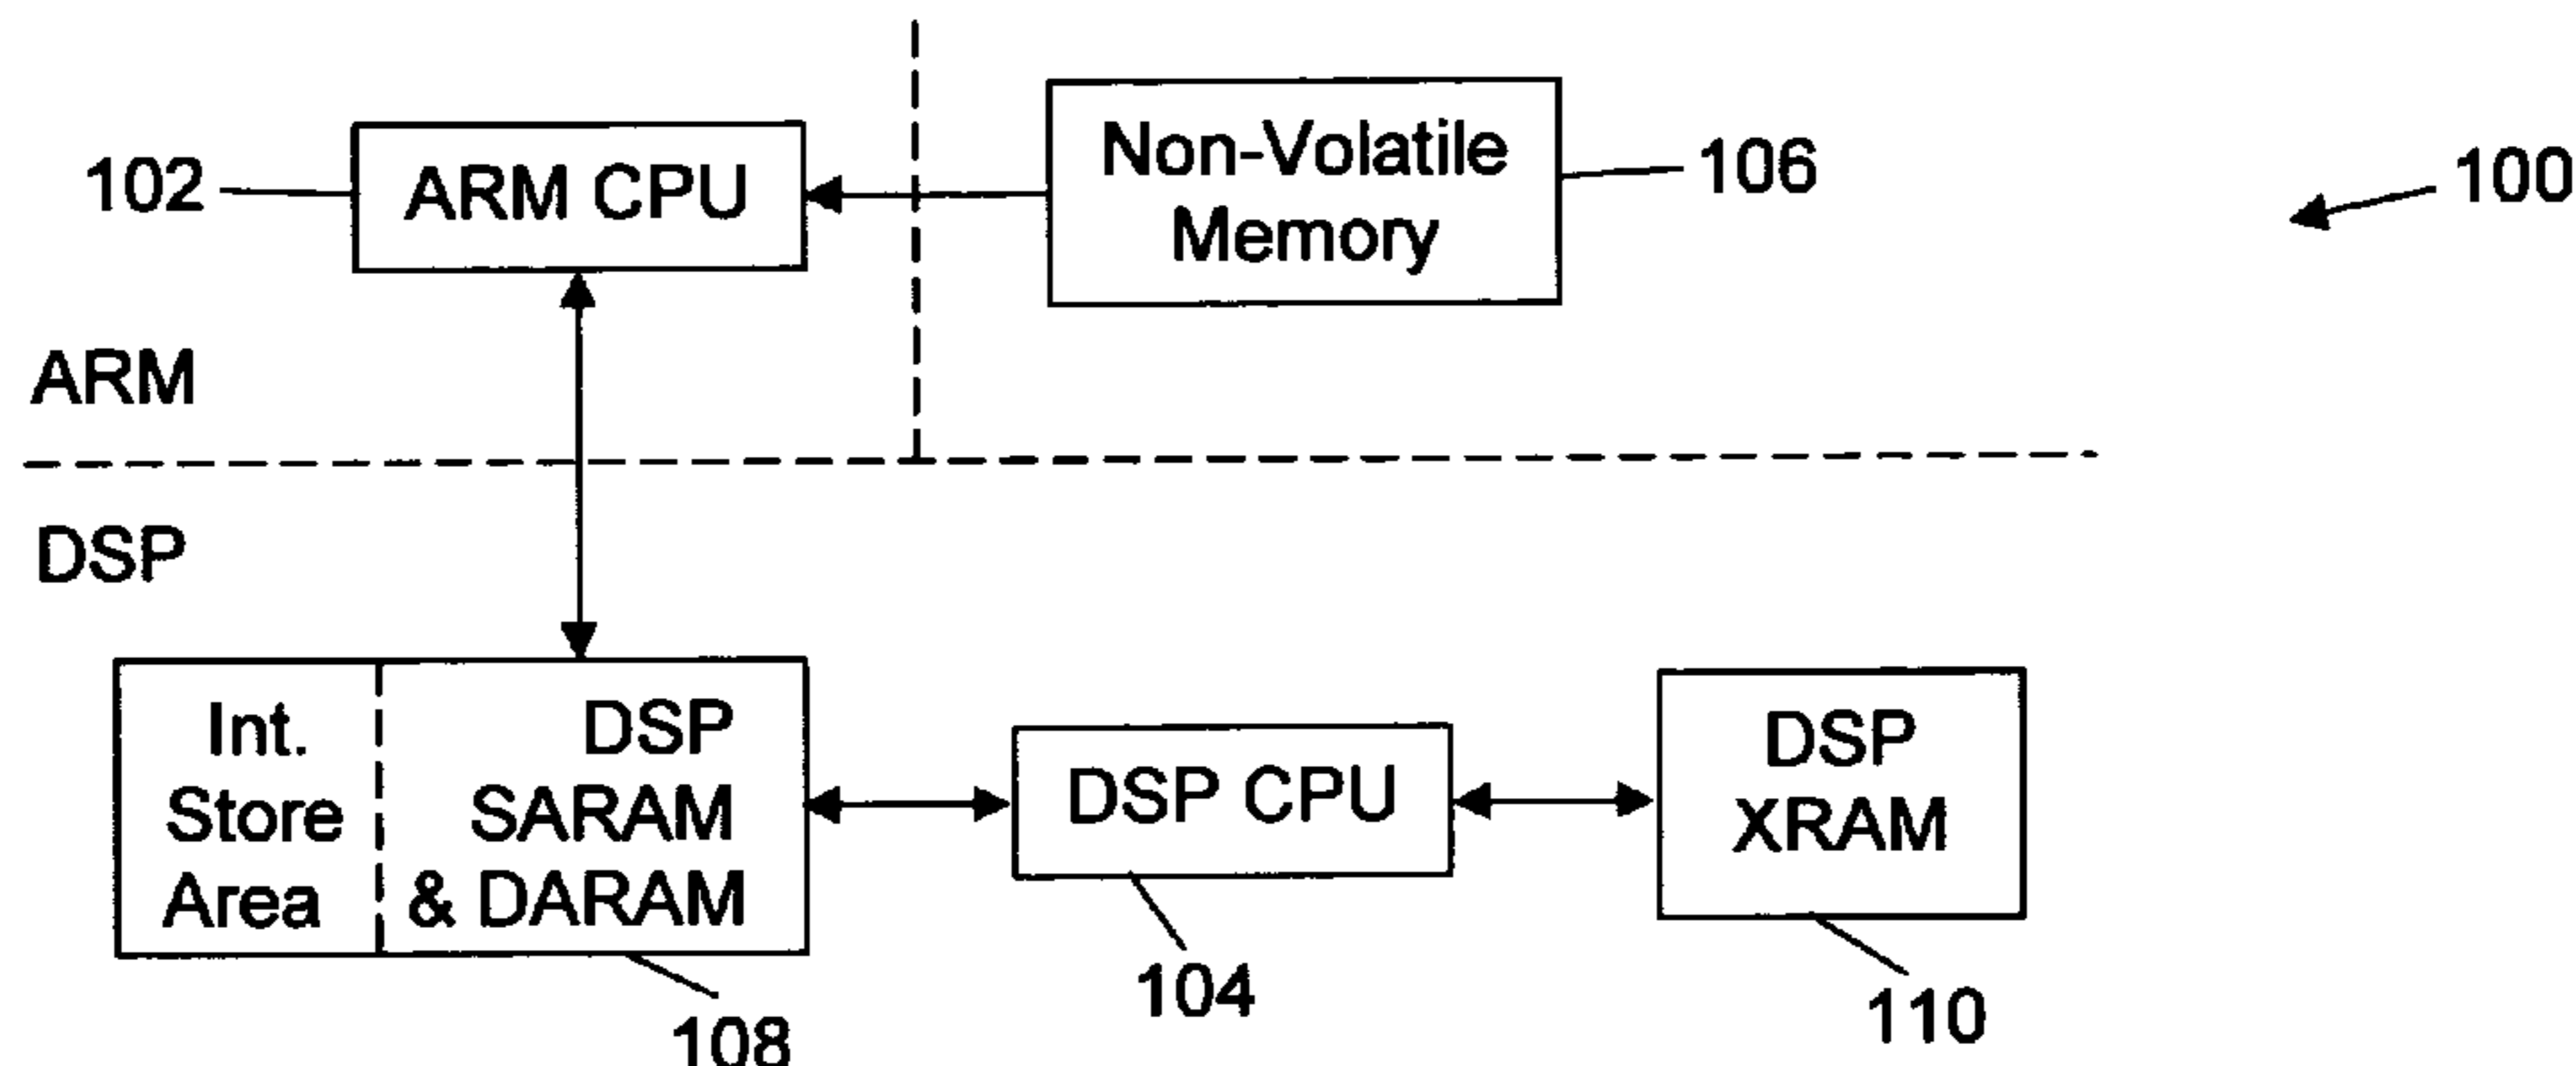 102
ARM CPU
Non-Volatile
Memory
106
100
ARM
DSP
Int.
Store
Area
DSP
SARAM
& DARAM
108
DSP CPU
104
DSP
XRAM
110